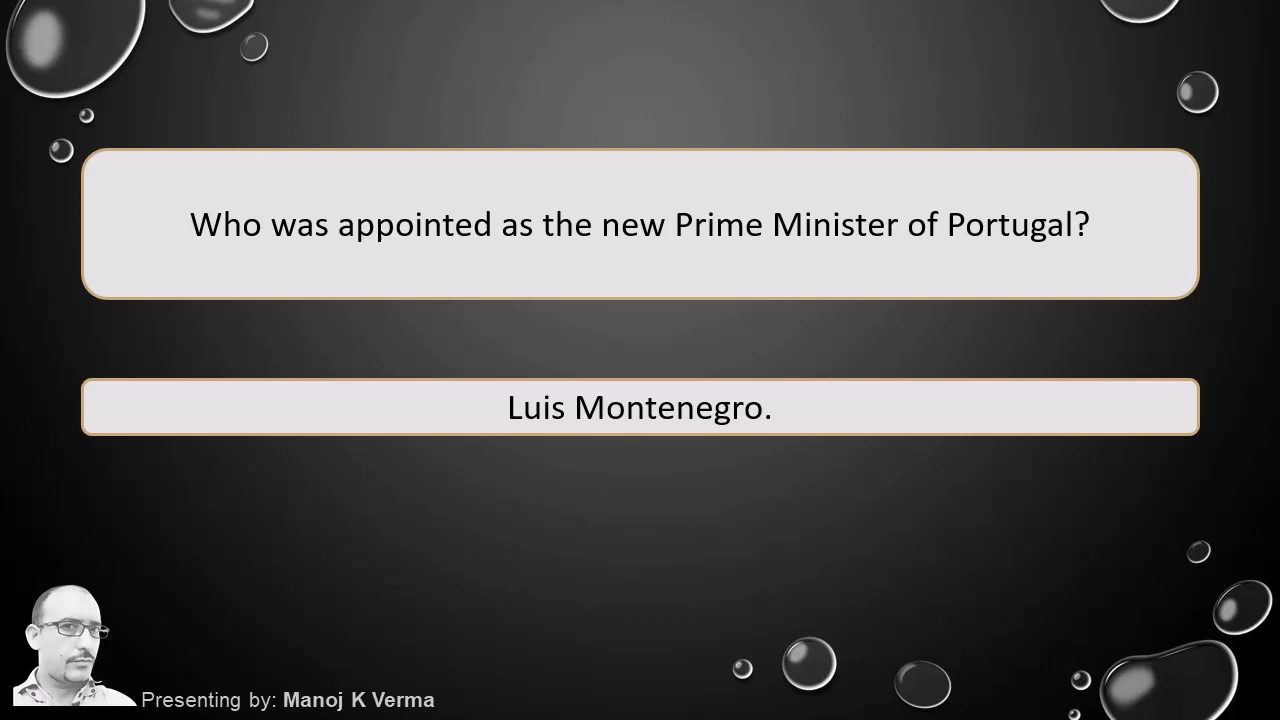 Who was appointed as the new Prime Minister of Portugal?
Luis Montenegro.
Presenting by: Manoj K Verma